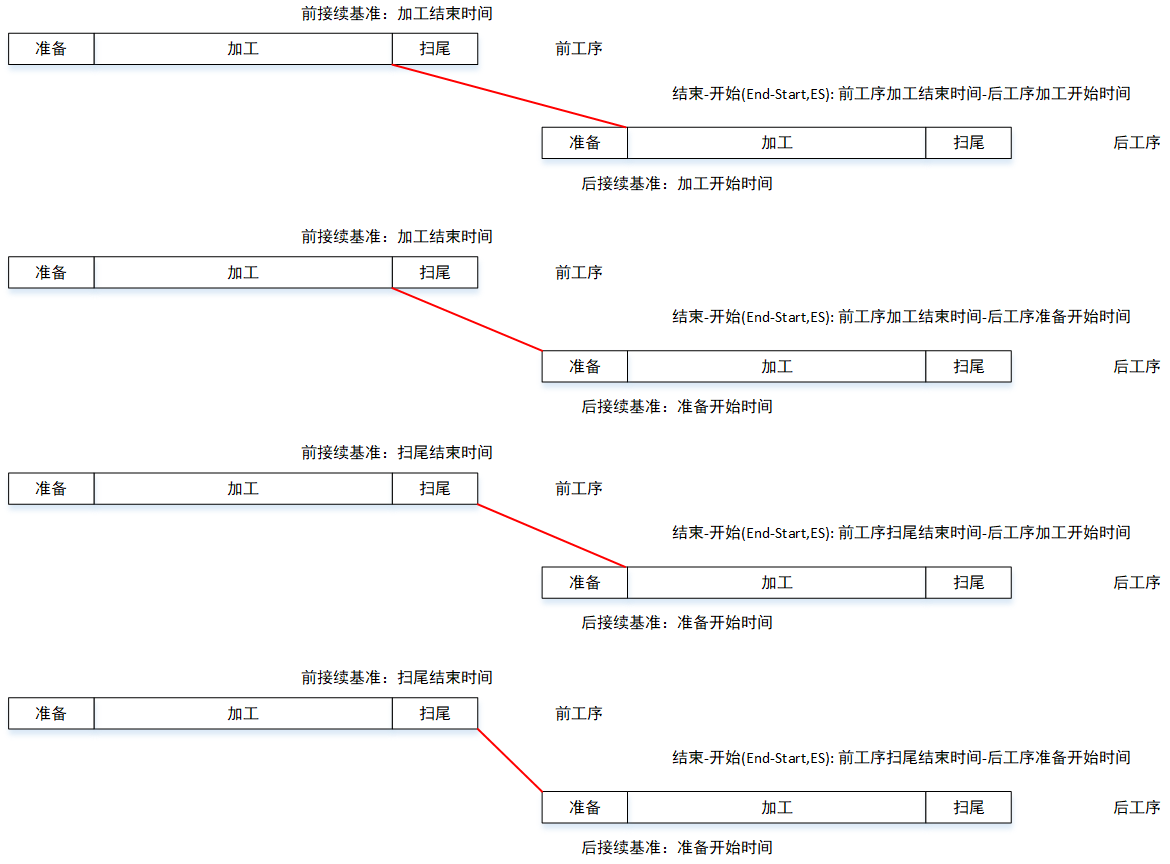 前接续基准：加工结束时间
准备 加工 扫尾 前工序
结束-开始(End-Start,ES): 前工序加工结束时间-后工序加工开始时间
准备 加工 扫尾 后工序
后接续基准：加工开始时间
前接续基准：加工结束时间
准备 加工 扫尾 前工序
结束-开始(End-Start,ES): 前工序加工结束时间-后工序准备开始时间
准备 加工 扫尾 后工序
后接续基准：准备开始时间
前接续基准：扫尾结束时间
准备 加工 扫尾 前工序
结束-开始(End-Start,ES): 前工序扫尾结束时间-后工序加工开始时间
准备 加工 扫尾 后工序
后接续基准：准备开始时间
前接续基准：扫尾结束时间
准备 加工 扫尾 前工序
结束-开始(End-Start,ES): 前工序扫尾结束时间-后工序准备开始时间
准备 加工 扫尾 后工序
后接续基准：准备开始时间